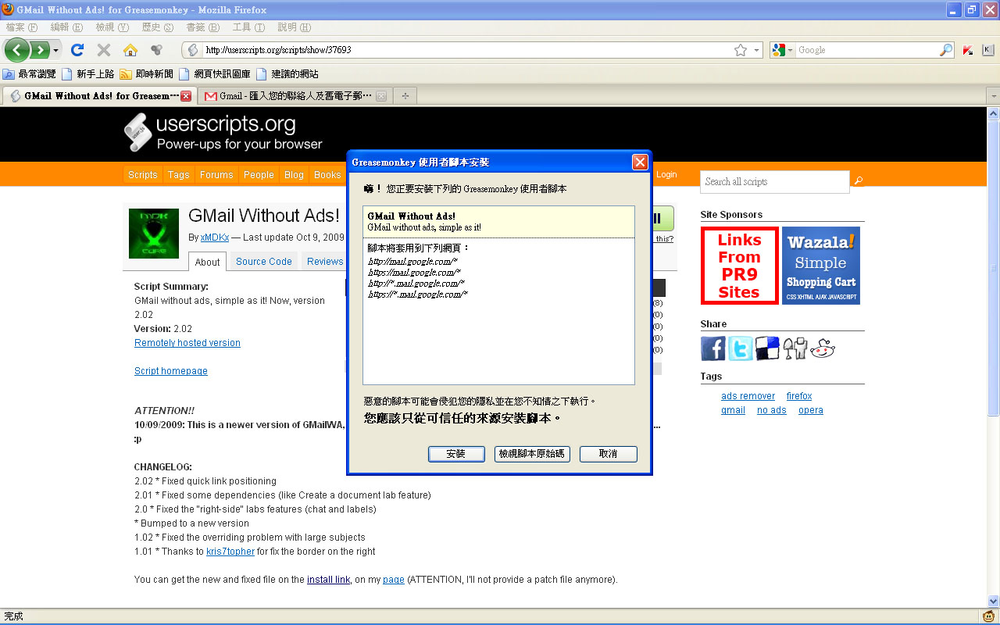 GMail Without Ads! for Greasemonkey - Mozilla Firefox
檔案 (F) 編輯 (E) 檢視 (V) 歷史 (S) 書籤 (B) 工具 (T) 說明 (H)
http://userscripts.org/scripts/show/37693
Google
最常瀏覽 新手上路 即時新聞 網頁快訊圖庫 建議的網站
GMail Without Ads! for Greasem⋯
Gmail - 匯入您的聯絡人及舊電子郵⋯
userscripts.org
Power-ups for your browser
Scripts Tags Forums People Blog Books
Login
Search all scripts
Greasemonkey 使用者腳本安裝
嗨！ 您正要安裝下列的 Greasemonkey 使用者腳本
GMail Without Ads!
GMail without ads, simple as it!
腳本將套用到下列網頁：
http://mail.google.com/*
https://mail.google.com/*
http://*.mail.google.com/*
https://*.mail.google.com/*
惡意的腳本可能會侵犯您的隱私並在您不知情之下執行。
您應該只從可信任的來源安裝腳本。
安裝 檢視腳本原始碼 取消
GMail Without Ads!
By xMDKx — Last update Oct 9, 2009
this?
About Source Code Reviews
MDK
CURE
Script Summary:
GMail without ads, simple as it! Now, version
2.02
Version: 2.02
Remotely hosted version
Script homepage
(8)
(0)
(0)
(0)
(0)
ATTENTION!!
10/09/2009: This is a newer version of GMailWA,
...
:p
CHANGELOG:
2.02 * Fixed quick link positioning
2.01 * Fixed some dependencies (like Create a document lab feature)
2.0 * Fixed the "right-side" labs features (chat and labels)
* Bumped to a new version
1.02 * Fixed the overriding problem with large subjects
1.01 * Thanks to kris7topher for fix the border on the right
You can get the new and fixed file on the install link, on my page (ATTENTION, I'll not provide a patch file anymore).
Site Sponsors
Links
From
PR9
Sites
Wazala!
Simple
Shopping Cart
CSS XHTML AJAX JAVASCRIPT
Share
Tags
ads remover firefox
gmail no ads opera
完成